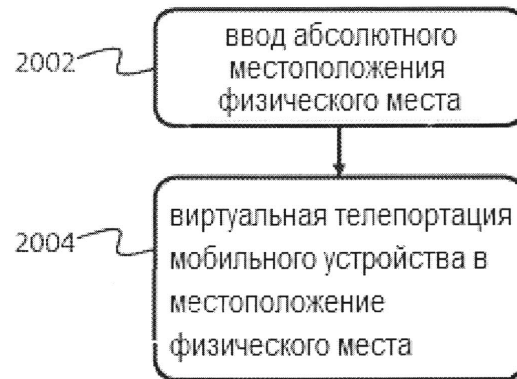 2002
ввод абсолютного
местоположения
физического места
2004
виртуальная телепортация
мобильного устройства в
местоположение
физического места